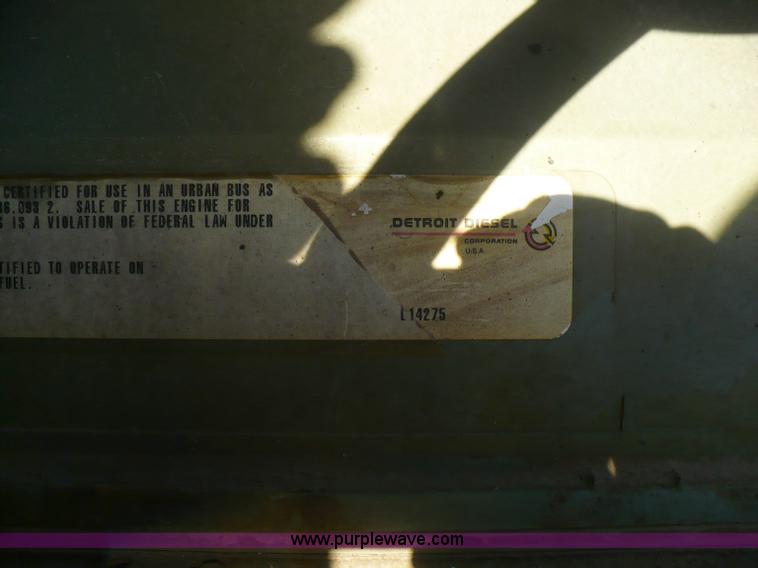 CERTIFIED FOR USE IN AN URBAN BUS AS
86.093 2. SALE OF THIS ENGINE FOR
IS A VIOLATION OF FEDERAL LAW UNDER
TIFIED TO OPERATE ON
FUEL.
DETROIT DIESEL
CORPORATION
U.S.A.
L14275
www.purplewave.com